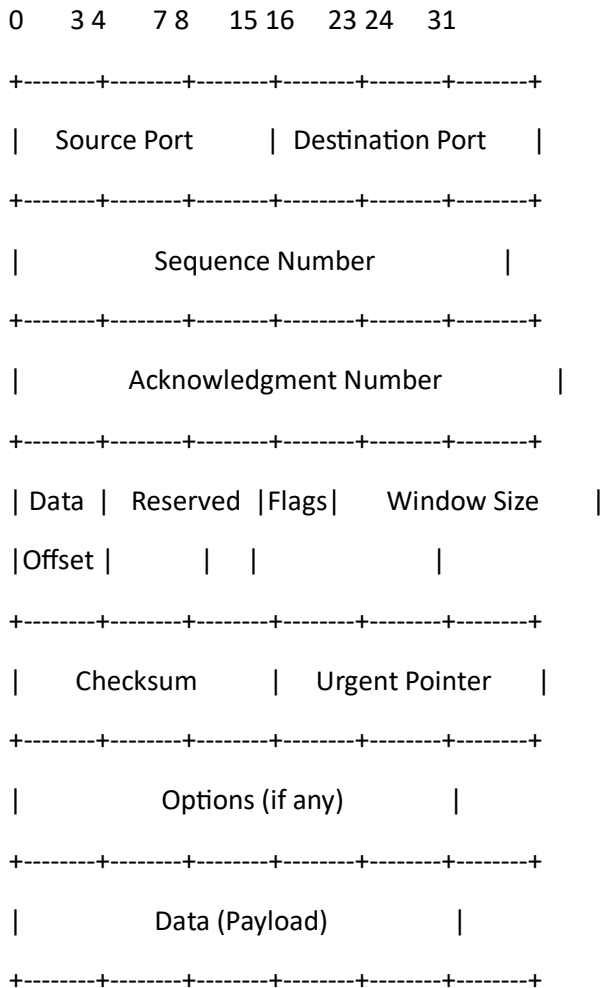 0 3 4 7 8 15 16 23 24 31
+--------+--------+--------+--------+--------+--------+
| Source Port | Destination Port |
+--------+--------+--------+--------+--------+--------+
| Sequence Number |
+--------+--------+--------+--------+--------+--------+
| Acknowledgment Number |
+--------+--------+--------+--------+--------+--------+
| Data | Reserved |Flags| Window Size |
|Offset | | | |
+--------+--------+--------+--------+--------+--------+
| Checksum | Urgent Pointer |
+--------+--------+--------+--------+--------+--------+
| Options (if any) |
+--------+--------+--------+--------+--------+--------+
| Data (Payload) |
+--------+--------+--------+--------+--------+--------+